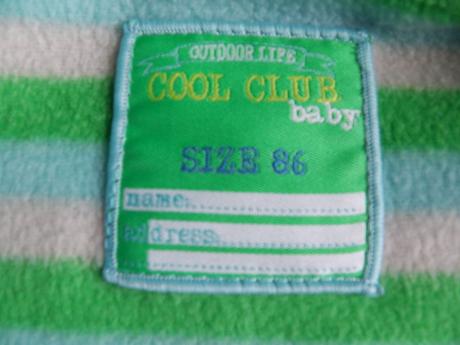 OUTDOOR LIFE
COOL CLUB
baby
SIZE 86
name:
address: